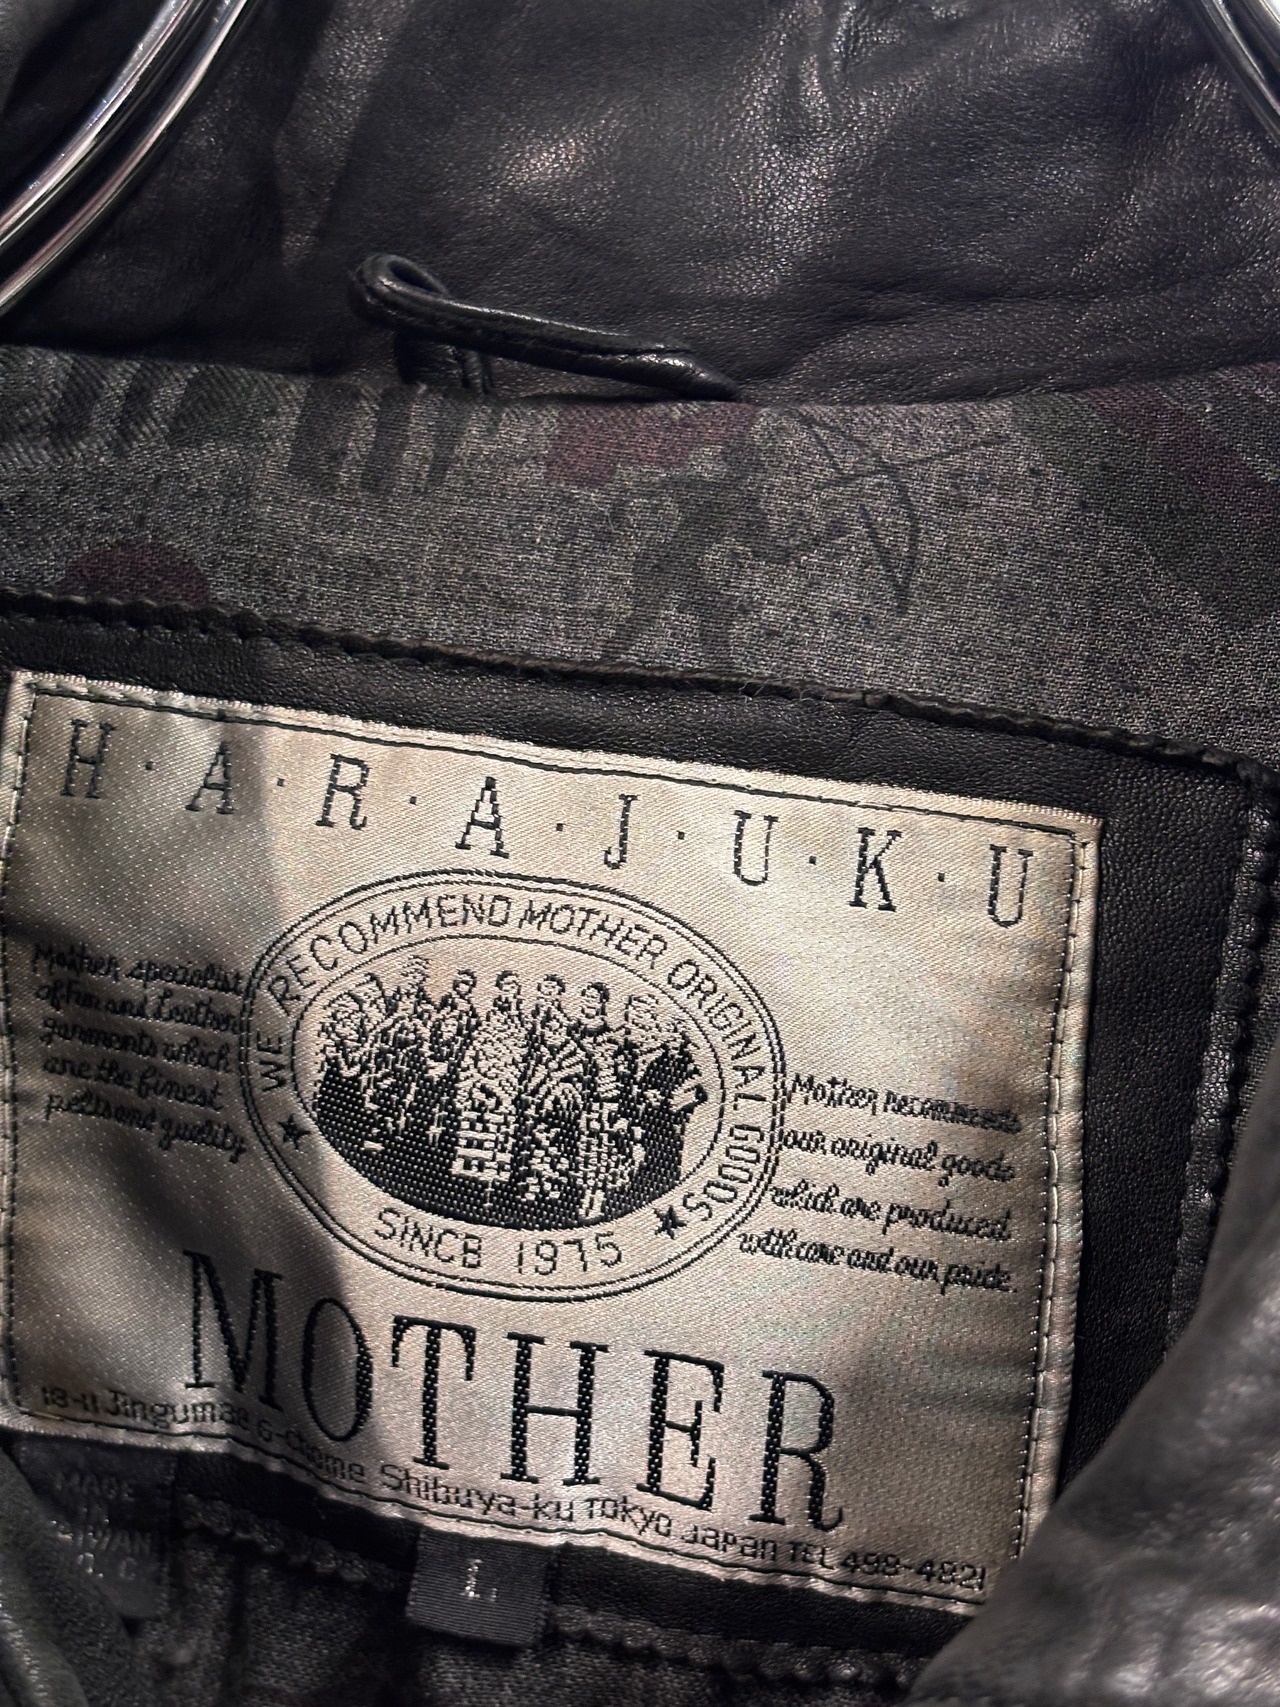 H·A·R·A·J·U·K·U
WE RECOMMEND MOTHER ORIGINAL GOODS
Mother specialist
of Fur and Leather
garments which
are the finest
pelts and quality
Mother recommends
our original goods
which are produced
with care and our pride.
★ SINCB 1975 ★
MOTHER
18-11 Jingumae 6-chome Shibuya-ku Tokyo Japan TEL 498-4821
MADE
IN
L